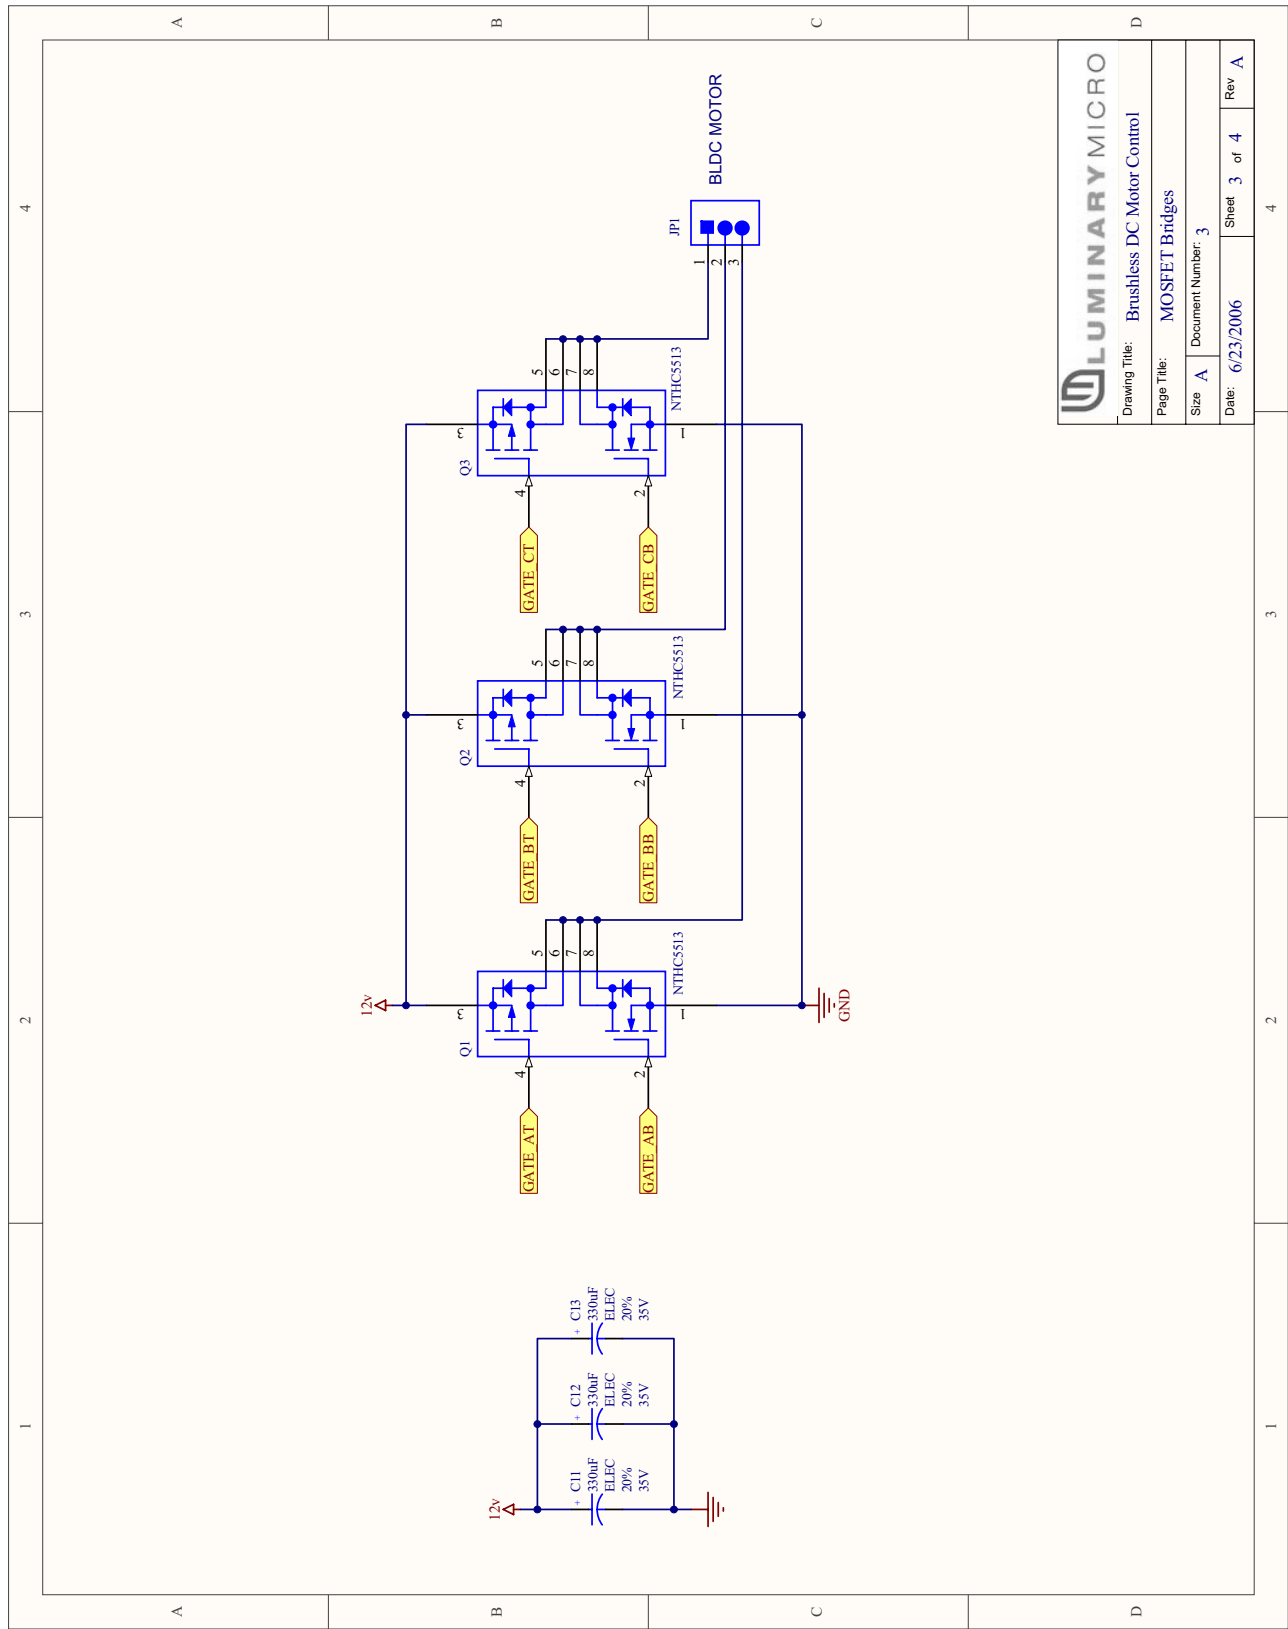 1
2
3
4
A
B
C
D
12v
+
C11
330uF
ELEC
20%
35V
+
C12
330uF
ELEC
20%
35V
+
C13
330uF
ELEC
20%
35V
12v
GATE_AT
4
GATE_AB
2
Q1
3
5
6
7
8
1
NTHC5513
GND
GATE_BT
4
GATE_BB
2
Q2
3
5
6
7
8
1
NTHC5513
GATE_CT
4
GATE_CB
2
Q3
3
5
6
7
8
1
NTHC5513
JP1
1
2
3
BLDC MOTOR
LUMINARYMICRO
Drawing Title: Brushless DC Motor Control
Page Title: MOSFET Bridges
Size A Document Number: 3
Date: 6/23/2006 Sheet 3 of 4 Rev A
A
B
C
D
1
2
3
4